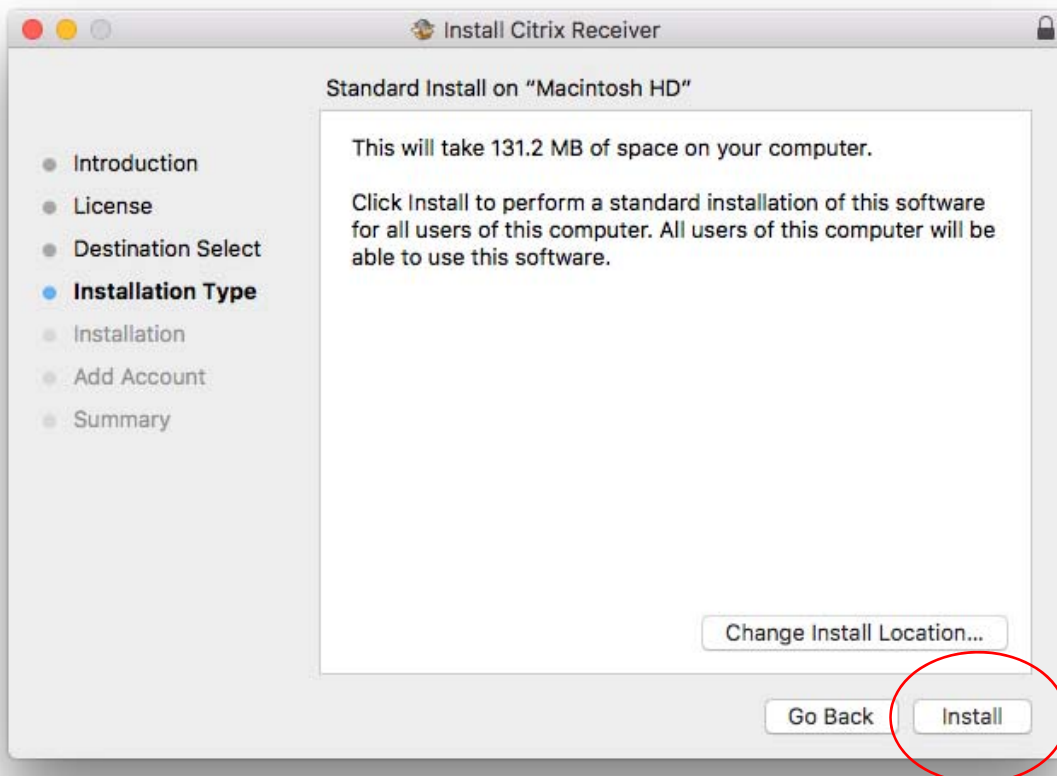 Install Citrix Receiver
Standard Install on “Macintosh HD”
Introduction
License
Destination Select
Installation Type
Installation
Add Account
Summary
This will take 131.2 MB of space on your computer.
Click Install to perform a standard installation of this software
for all users of this computer. All users of this computer will be
able to use this software.
Change Install Location...
Go Back
Install